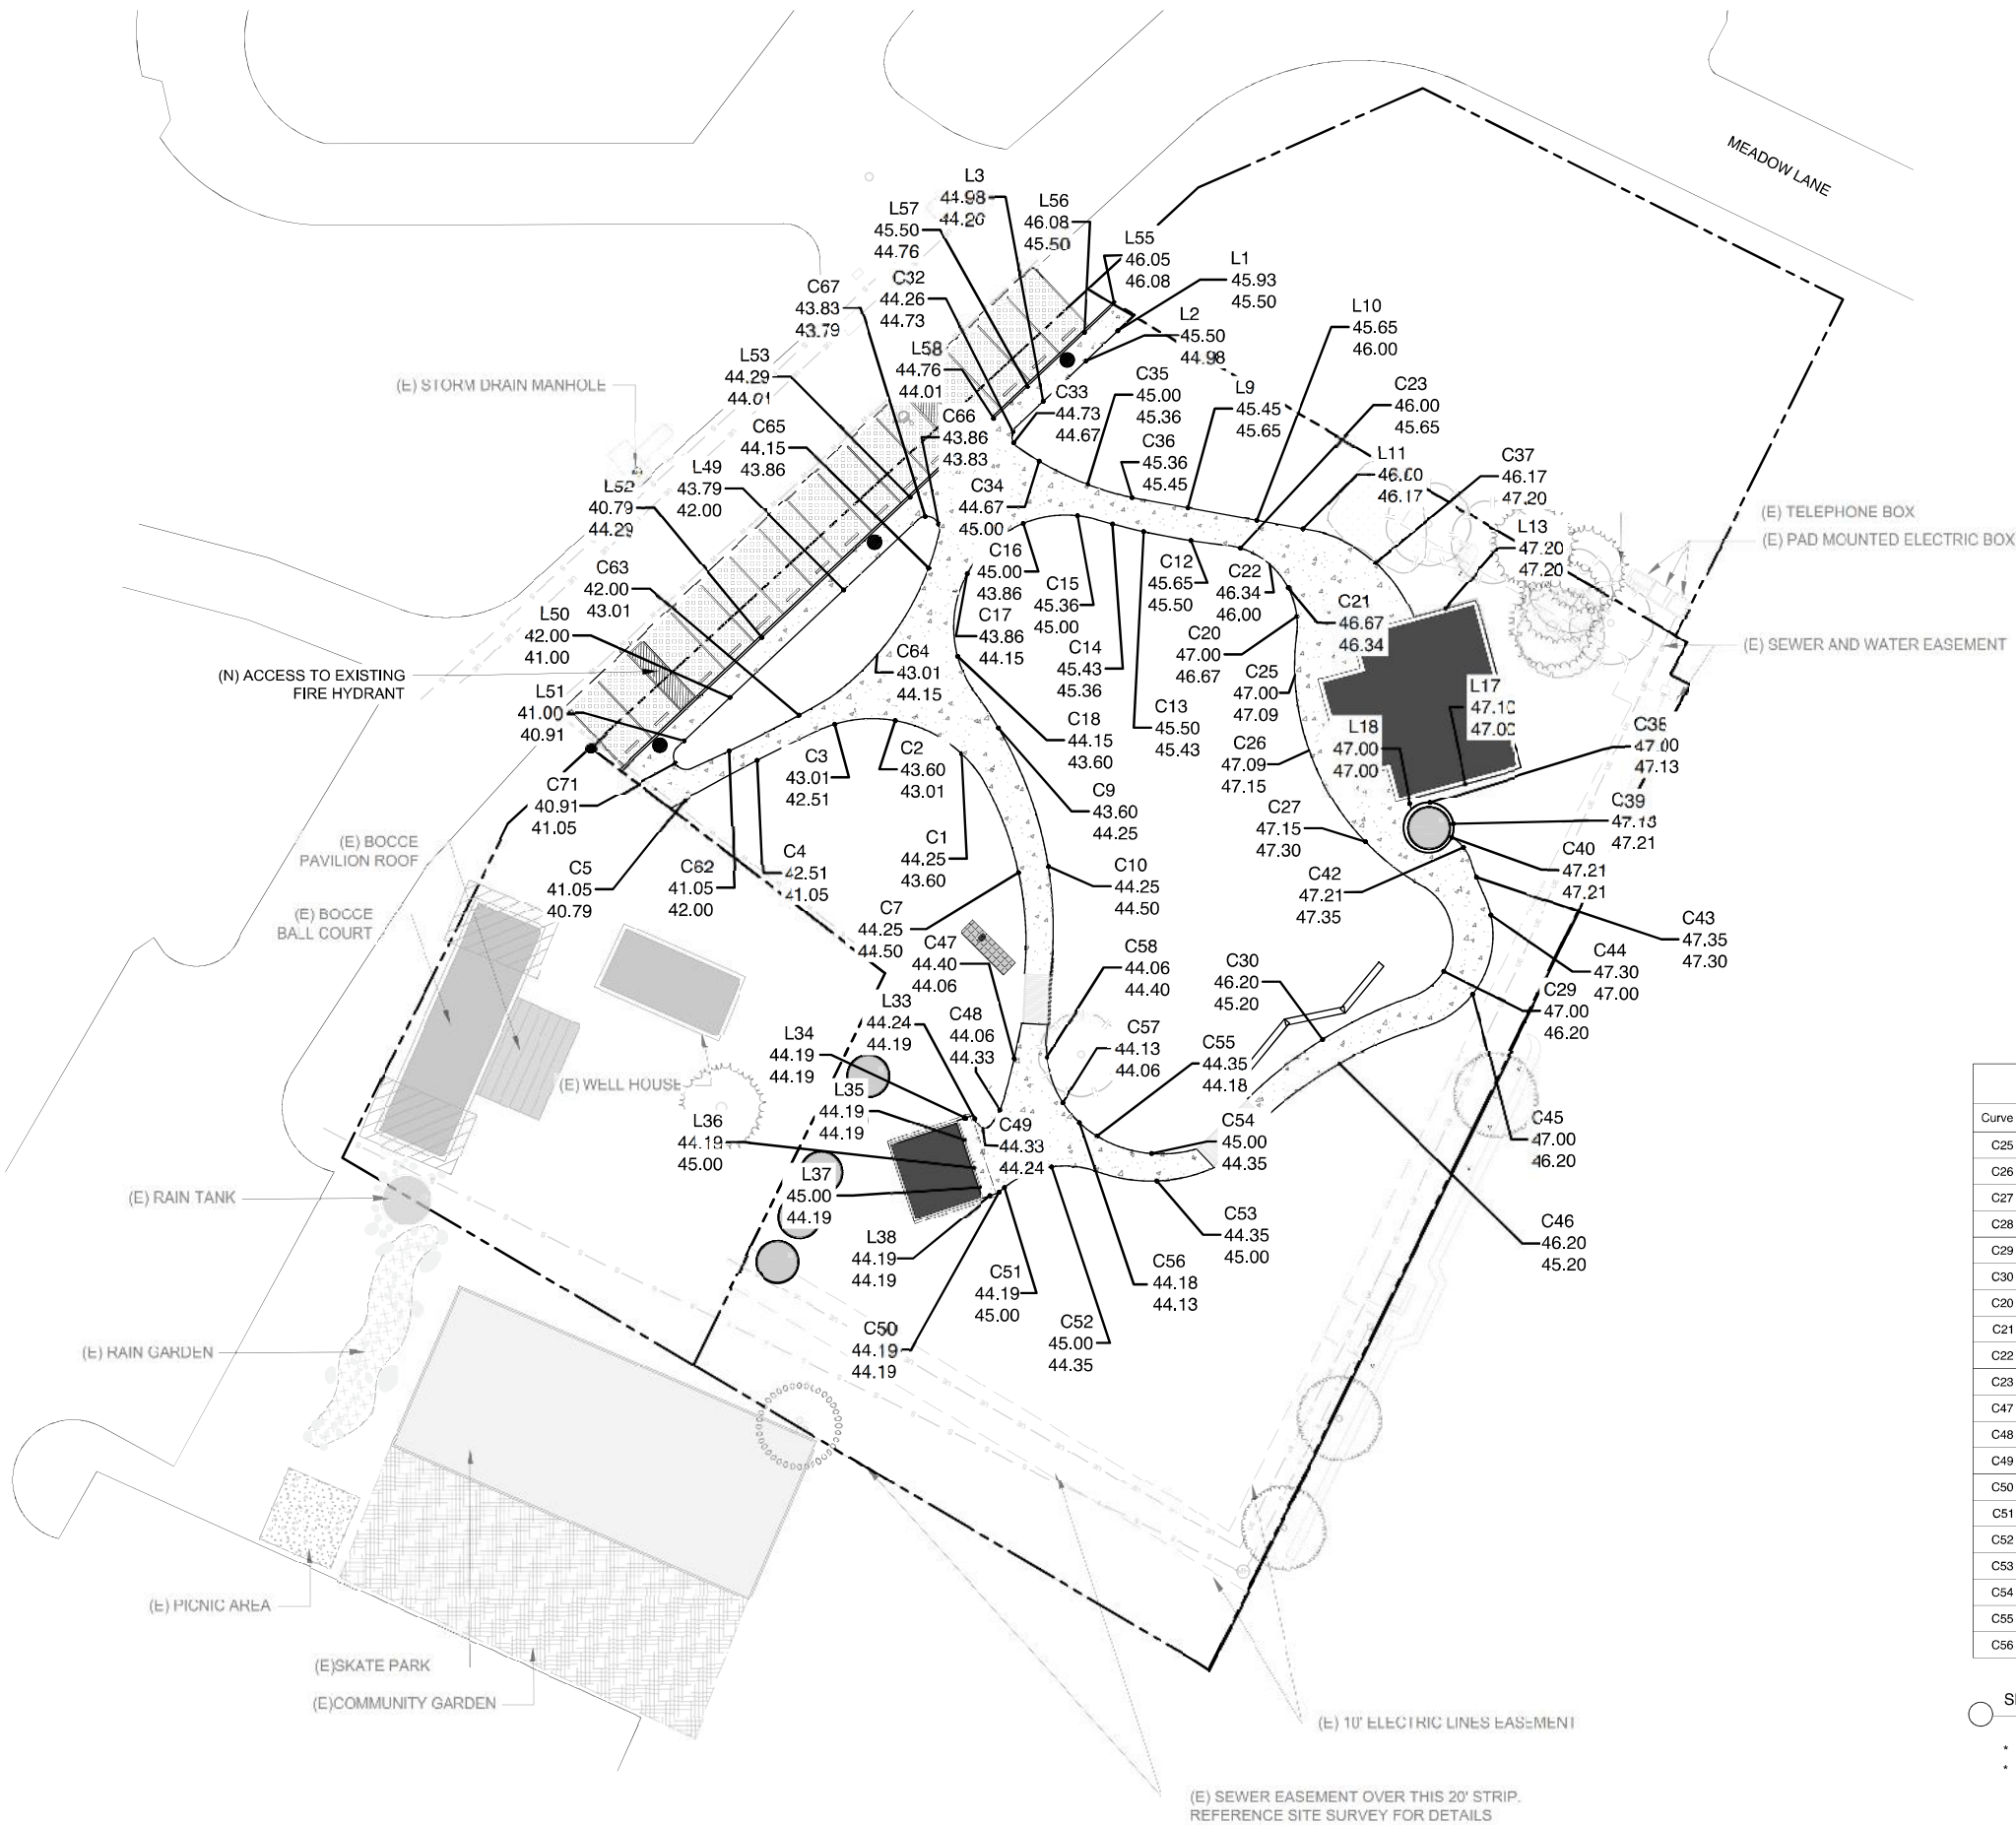 MEADOW LANE
L3
44.98
44.26
L57
45.50
44.76
L56
46.08
45.50
L55
46.05
46.08
L1
45.93
45.50
C67
43.83
43.79
C32
44.26
44.73
L2
45.50
44.98
L10
45.65
46.00
L53
44.29
44.01
L58
44.76
44.01
C33
44.73
44.67
C35
45.00
45.36
L9
45.45
45.65
C23
46.00
45.65
(E) STORM DRAIN MANHOLE
C65
44.15
43.86
C66
43.86
43.83
C36
45.36
45.45
L11
46.00
46.17
C37
46.17
47.20
L49
43.79
42.00
L52
40.79
44.29
C34
44.67
45.00
L13
47.20
47.20
(E) TELEPHONE BOX
(E) PAD MOUNTED ELECTRIC BOX
C63
42.00
43.01
C16
45.00
43.86
C15
45.36
45.00
C12
45.65
45.50
C22
46.34
46.00
C21
46.67
46.34
L50
42.00
41.00
C17
43.86
44.15
C14
45.43
45.36
C20
47.00
46.67
(E) SEWER AND WATER EASEMENT
(N) ACCESS TO EXISTING
FIRE HYDRANT
C64
43.01
44.15
C25
47.00
47.09
L17
47.10
47.00
L51
41.00
40.91
C18
44.15
43.60
C13
45.50
45.43
L18
47.00
47.00
C38
47.00
47.13
C3
43.01
42.51
C2
43.60
43.01
C26
47.09
47.15
C71
40.91
41.05
C9
43.60
44.25
C27
47.15
47.30
C39
47.13
47.21
(E) BOCCE
PAVILION ROOF
C1
44.25
43.60
C40
47.21
47.21
C5
41.05
40.79
C62
41.05
42.00
C4
42.51
41.05
C10
44.25
44.50
C42
47.21
47.35
(E) BOCCE
BALL COURT
C7
44.25
44.50
C43
47.35
47.30
C47
44.40
44.06
C58
44.06
44.40
C30
46.20
45.20
C44
47.30
47.00
L33
44.24
44.19
C48
44.06
44.33
C29
47.00
46.20
L34
44.19
44.19
C57
44.13
44.06
C55
44.35
44.18
(E) WELL HOUSE
L35
44.19
44.19
L36
44.19
45.00
C49
44.33
44.24
C54
45.00
44.35
C45
47.00
46.20
L37
45.00
44.19
(E) RAIN TANK
C53
44.35
45.00
C46
46.20
45.20
L38
44.19
44.19
C51
44.19
45.00
C56
44.18
44.13
C50
44.19
44.19
C52
45.00
44.35
(E) RAIN GARDEN
(E) PICNIC AREA
(E)SKATE PARK
(E)COMMUNITY GARDEN
(E) 10' ELECTRIC LINES EASEMENT
(E) SEWER EASEMENT OVER THIS 20' STRIP.
REFERENCE SITE SURVEY FOR DETAILS
Curve
C25
C26
C27
C28
C29
C30
C20
C21
C22
C23
C47
C48
C49
C50
C51
C52
C53
C54
C55
C56
*
*